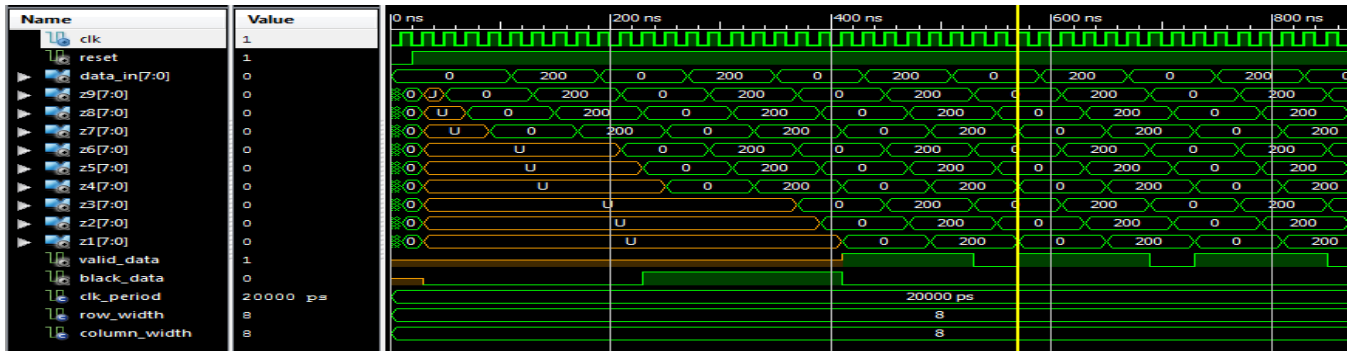 Name Value 0 ns 200 ns 400 ns 600 ns 800 ns
clk 1
reset 1
data_in[7:0] 0 0 200 0 200 0 200 0 200 0 200
z9[7:0] 0 0 J 0 200 0 200 0 200 0 200 0 200
z8[7:0] 0 0 U 0 200 0 200 0 200 0 200 0 200
z7[7:0] 0 0 U 0 200 0 200 0 200 0 200 0 200
z6[7:0] 0 0 U 0 200 0 200 0 200 0 200
z5[7:0] 0 0 U 0 200 0 200 0 200 0 200
z4[7:0] 0 0 U 0 200 0 200 0 200 0 200
z3[7:0] 0 0 U 0 200 0 200 0 200
z2[7:0] 0 0 U 0 200 0 200 0 200
z1[7:0] 0 0 U 0 200 0 200 0 200
valid_data 1
black_data 0
clk_period 20000 ps 20000 ps
row_width 8 8
column_width 8 8